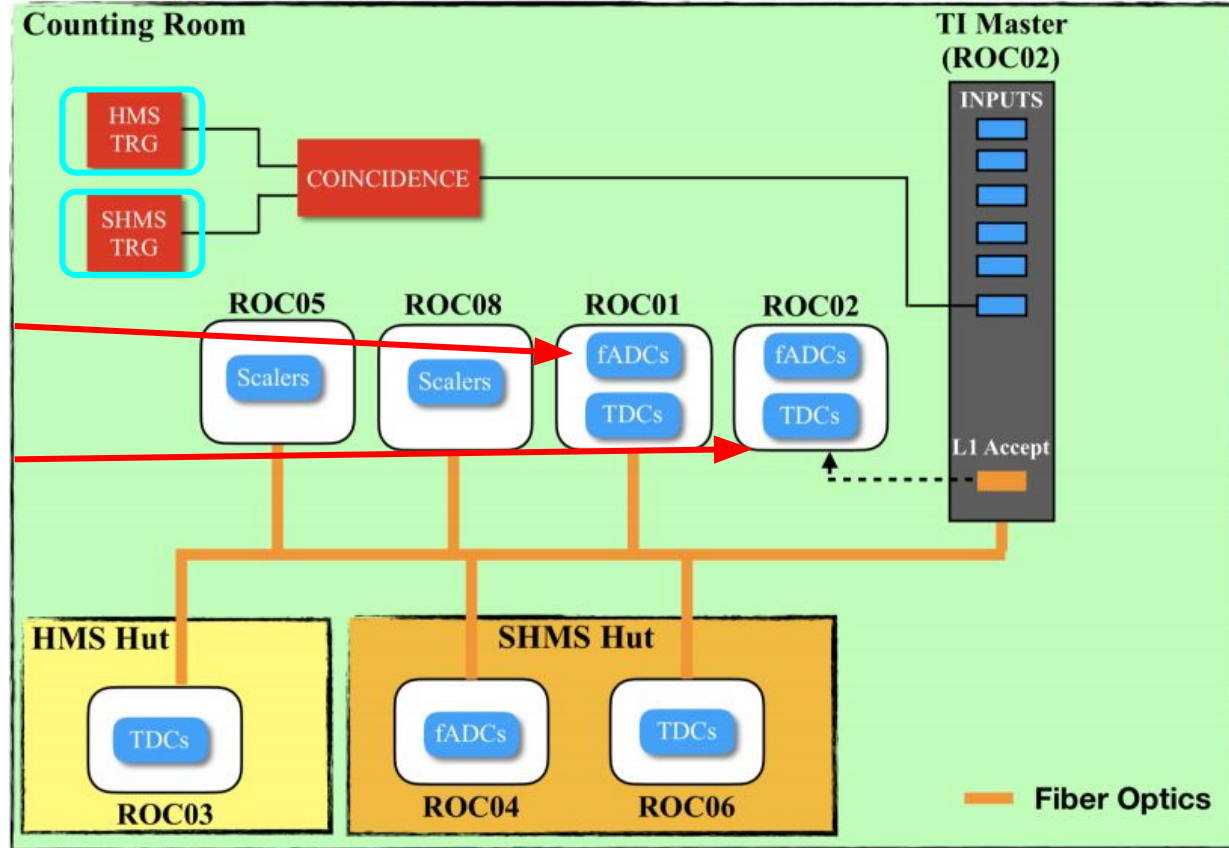 Counting Room
TI Master
(ROC02)
INPUTS
HMS
TRG
COINCIDENCE
SHMS
TRG
ROC05
ROC08
ROC01
ROC02
Scalers
Scalers
fADCs
TDCs
fADCs
TDCs
L1 Accept
HMS Hut
SHMS Hut
TDCs
fADCs
TDCs
ROC03
ROC04
ROC06
Fiber Optics